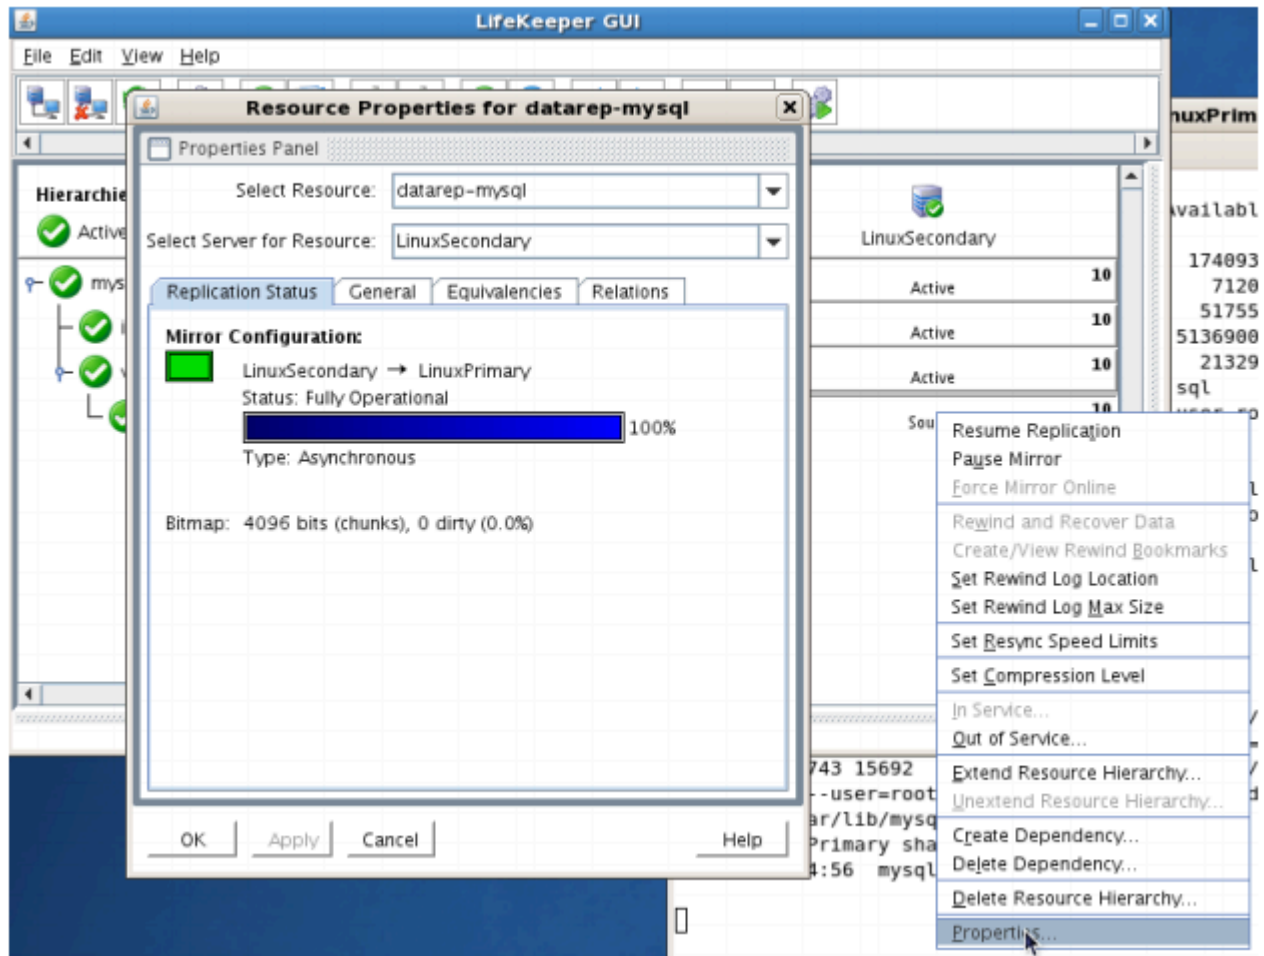 LifeKeeper GUI
File Edit View Help
Resource Properties for datarep-mysql
Properties Panel
Select Resource: datarep-mysql
Select Server for Resource: LinuxSecondary
Replication Status General Equivalencies Relations
Mirror Configuration:
LinuxSecondary → LinuxPrimary
Status: Fully Operational
100%
Type: Asynchronous
Bitmap: 4096 bits (chunks), 0 dirty (0.0%)
OK Apply Cancel Help
Hierarchie
Active
mys
LinuxSecondary
10
Active
10
Active
10
Active
10
Sou
Resume Replication
Pause Mirror
Force Mirror Online
Rewind and Recover Data
Create/View Rewind Bookmarks
Set Rewind Log Location
Set Rewind Log Max Size
Set Resync Speed Limits
Set Compression Level
In Service...
Out of Service...
Extend Resource Hierarchy...
Unextend Resource Hierarchy...
Create Dependency...
Delete Dependency...
Delete Resource Hierarchy...
Properties...
nuxPrim
Availabl
174093
7120
51755
5136900
21329
sql
743 15692
--user=root
ar/lib/mysq
Primary sha
4:56 mysql